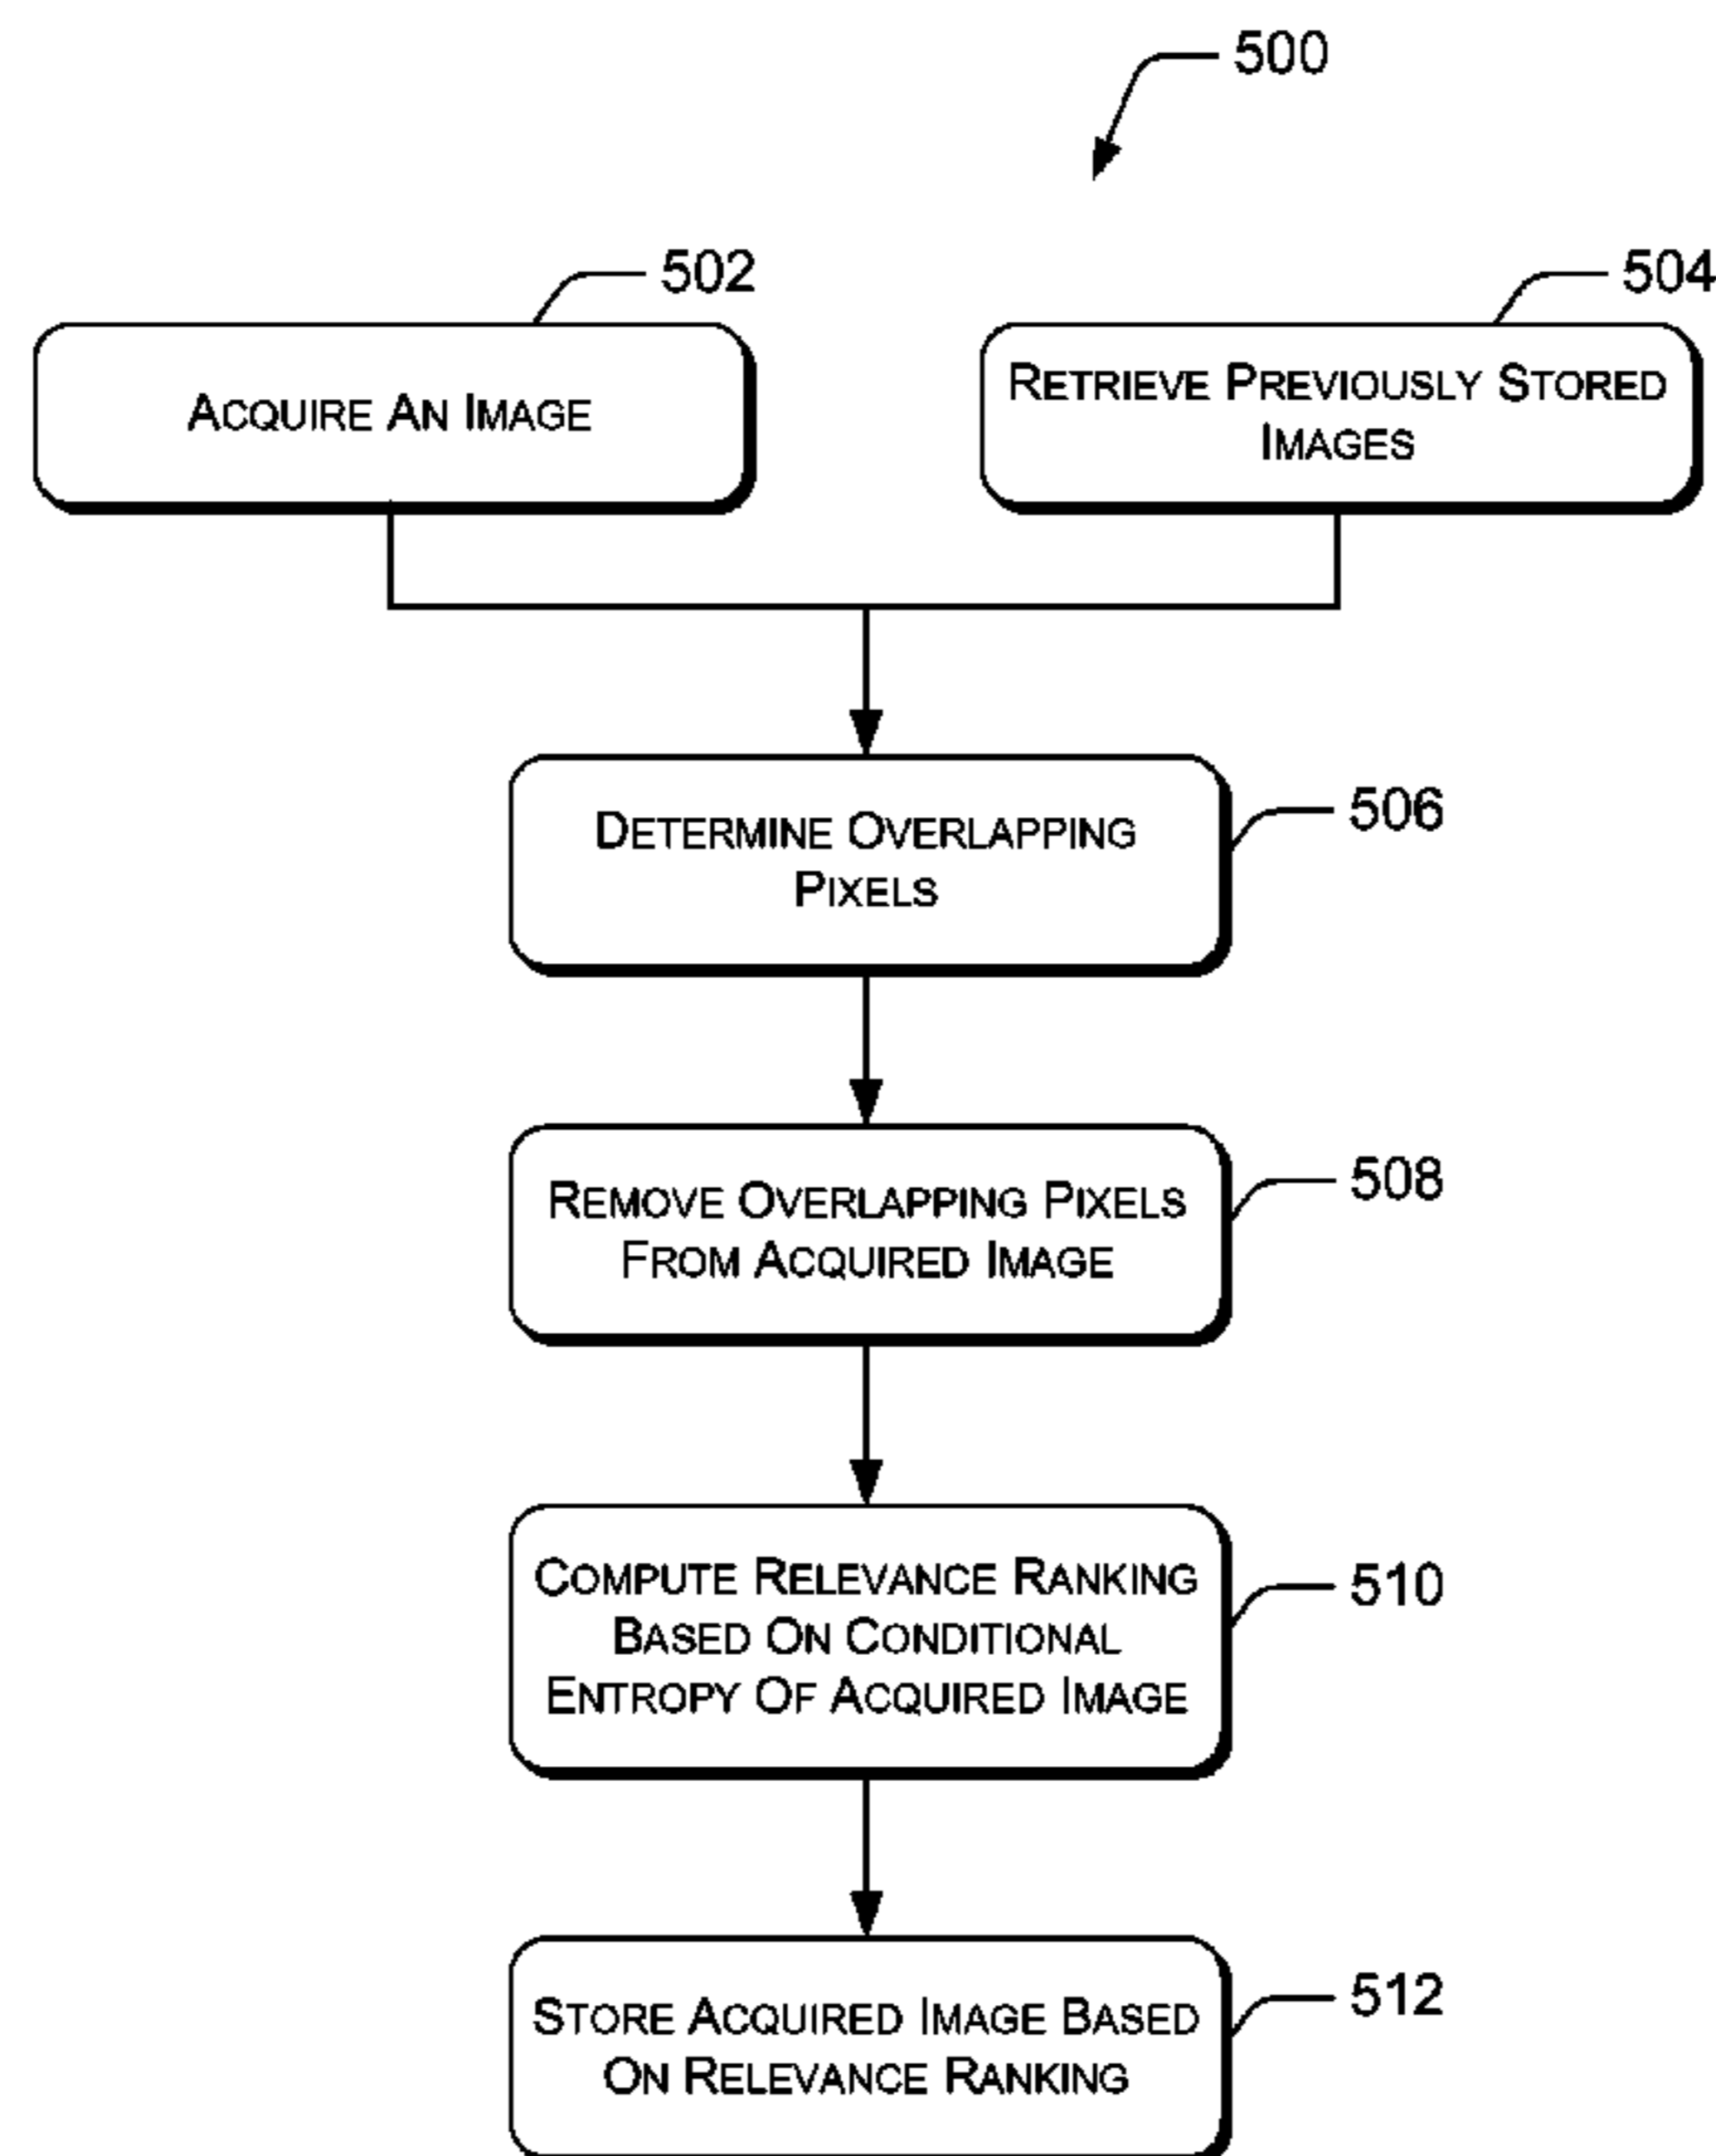 500
502
504
ACQUIRE AN IMAGE
RETRIEVE PREVIOUSLY STORED
IMAGES
506
DETERMINE OVERLAPPING
PIXELS
508
REMOVE OVERLAPPING PIXELS
FROM ACQUIRED IMAGE
510
COMPUTE RELEVANCE RANKING
BASED ON CONDITIONAL
ENTROPY OF ACQUIRED IMAGE
512
STORE ACQUIRED IMAGE BASED
ON RELEVANCE RANKING